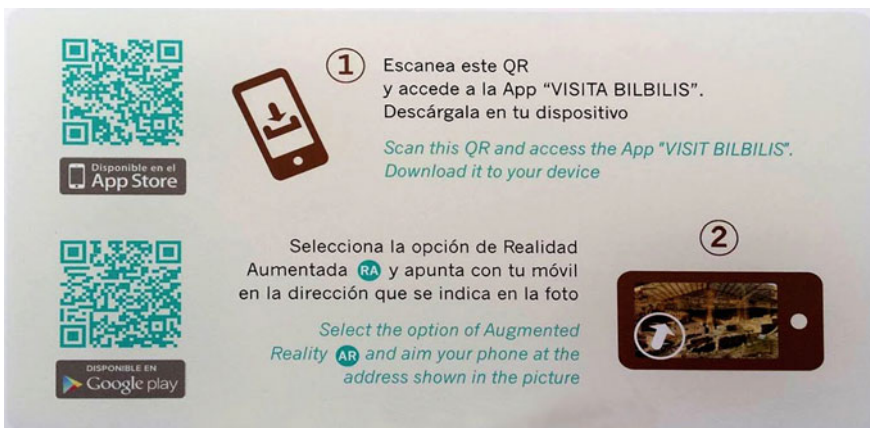 1
Escanea este QR
y accede a la App “VISITA BILBILIS”.
Descárgala en tu dispositivo
Scan this QR and access the App "VISIT BILBILIS".
Download it to your device
Disponible en el
App Store
Selecciona la opción de Realidad
Aumentada RA y apunta con tu móvil
en la dirección que se indica en la foto
Select the option of Augmented
Reality AR and aim your phone at the
address shown in the picture
2
DISPONIBLE EN
Google play